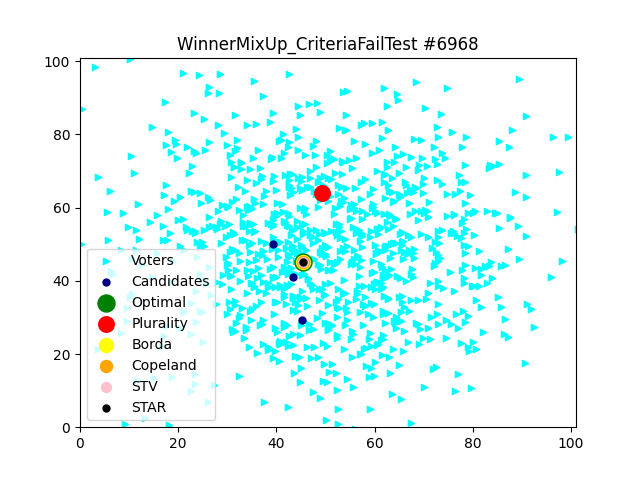 WinnerMixUp_CriteriaFailTest #6968
100
80
60
40
20
0
0 20 40 60 80 100
Voters
Candidates
Optimal
Plurality
Borda
Copeland
STV
STAR